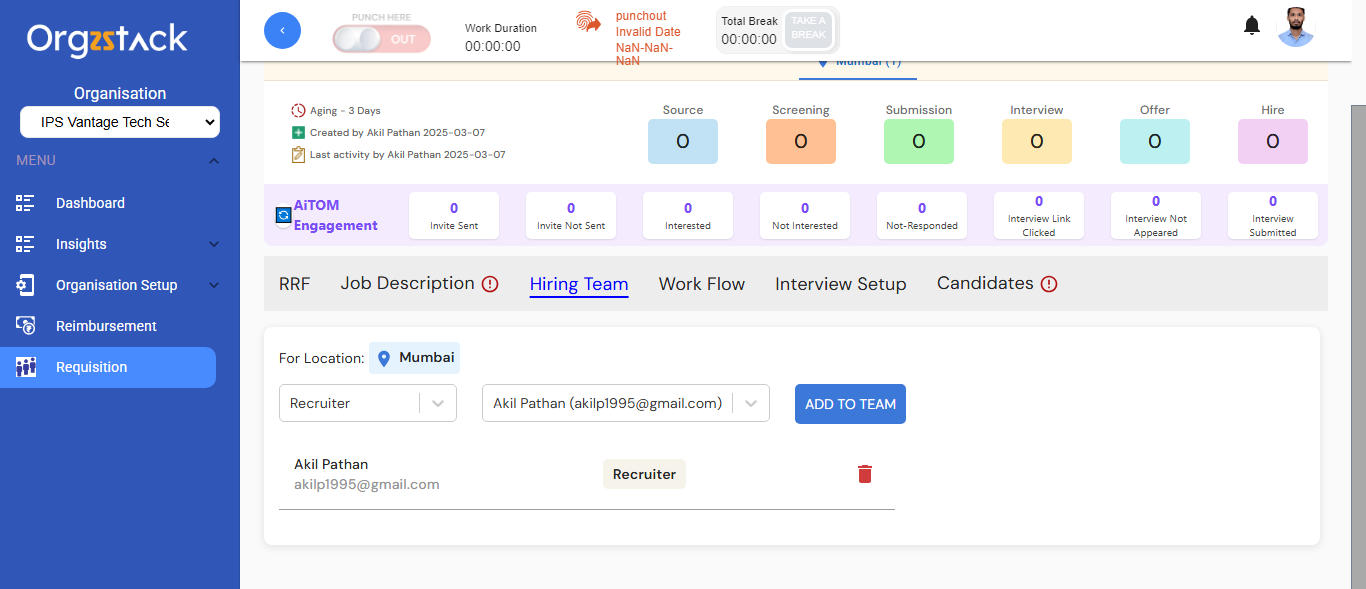 Orgzstack
Organisation
IPS Vantage Tech Se
MENU
Dashboard
Insights
Organisation Setup
Reimbursement
Requisition
PUNCH HERE
OUT
Work Duration
00:00:00
punchout
Invalid Date
NaN-NaN-
NaN
Total Break
00:00:00
TAKE A
BREAK
Mumbai (1)
Aging - 3 Days
Created by Akil Pathan 2025-03-07
Last activity by Akil Pathan 2025-03-07
Source
0
Screening
0
Submission
0
Interview
0
Offer
0
Hire
0
AiTOM
Engagement
0
Invite Sent
0
Invite Not Sent
0
Interested
0
Not Interested
0
Not-Responded
0
Interview Link
Clicked
0
Interview Not
Appeared
0
Interview
Submitted
RRF Job Description Hiring Team Work Flow Interview Setup Candidates
For Location: Mumbai
Recruiter Akil Pathan (akilp1995@gmail.com) ADD TO TEAM
Akil Pathan
akilp1995@gmail.com
Recruiter